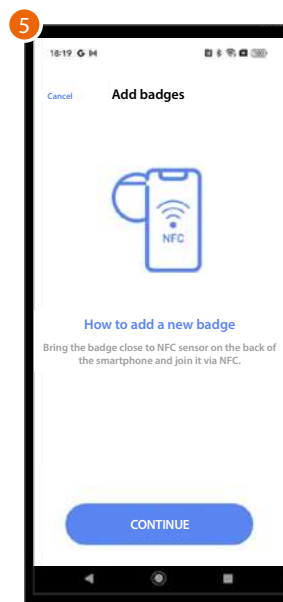 5
18:19 G M
Cancel Add badges
NFC
How to add a new badge
Bring the badge close to NFC sensor on the back of
the smartphone and join it via NFC.
CONTINUE